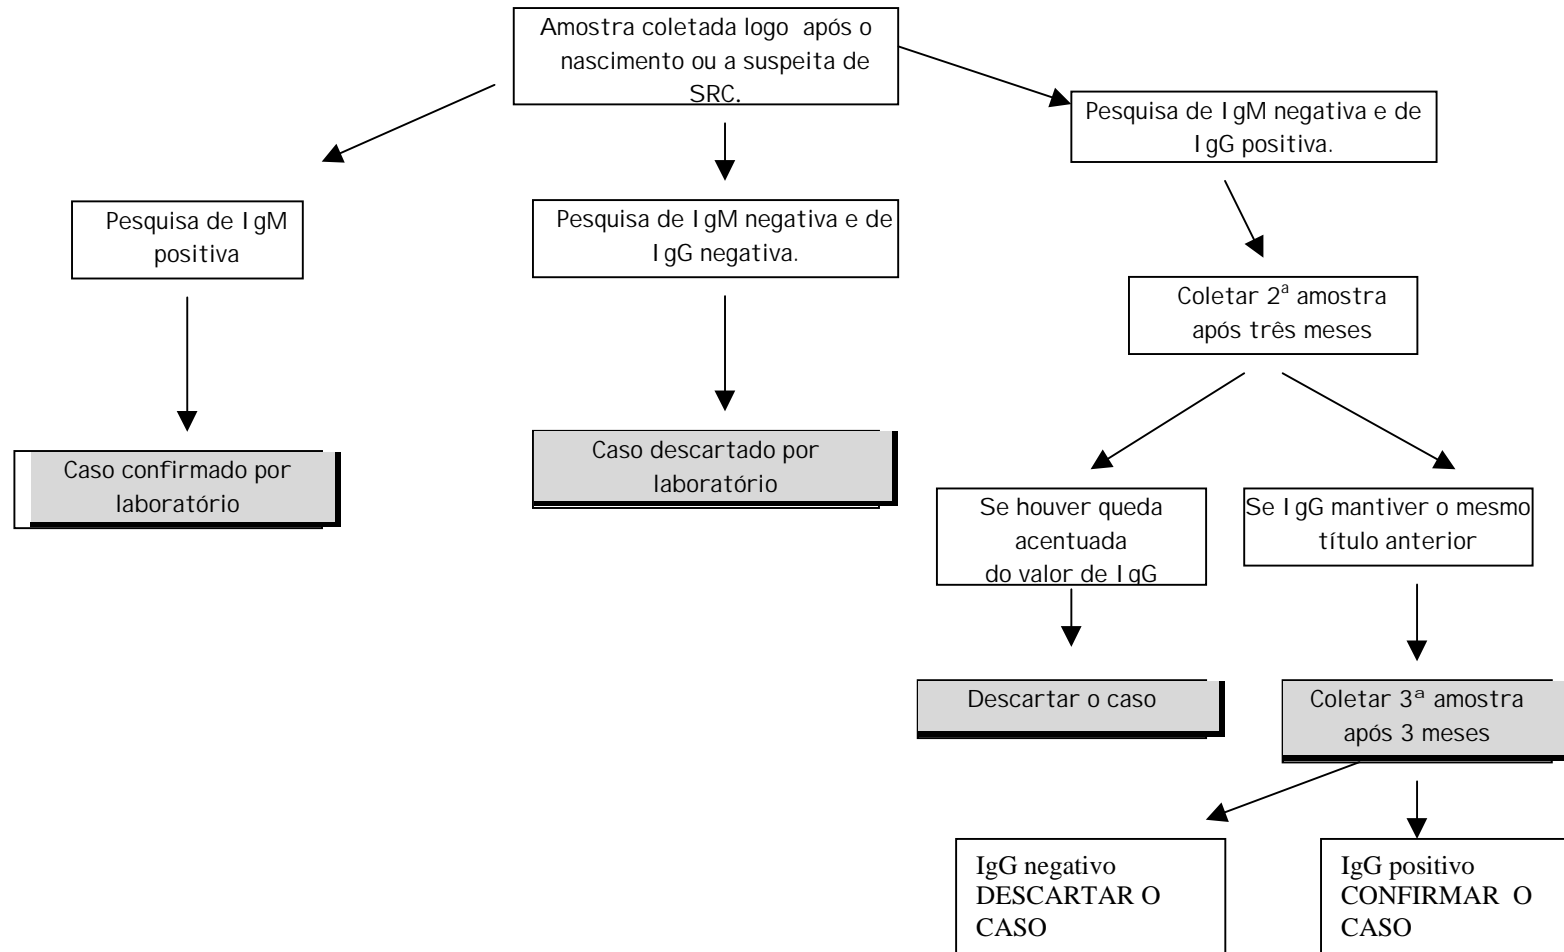 Amostra coletada logo após o
nascimento ou a suspeita de
SRC.
Pesquisa de IgM negativa e de
IgG positiva.
Pesquisa de IgM
positiva
Pesquisa de IgM negativa e de
IgG negativa.
Coletar 2ª amostra
após três meses
Caso confirmado por
laboratório
Caso descartado por
laboratório
Se houver queda
acentuada
do valor de IgG
Se IgG mantiver o mesmo
título anterior
Descartar o caso
Coletar 3ª amostra
após 3 meses
IgG negativo
DESCARTAR O
CASO
IgG positivo
CONFIRMAR O
CASO